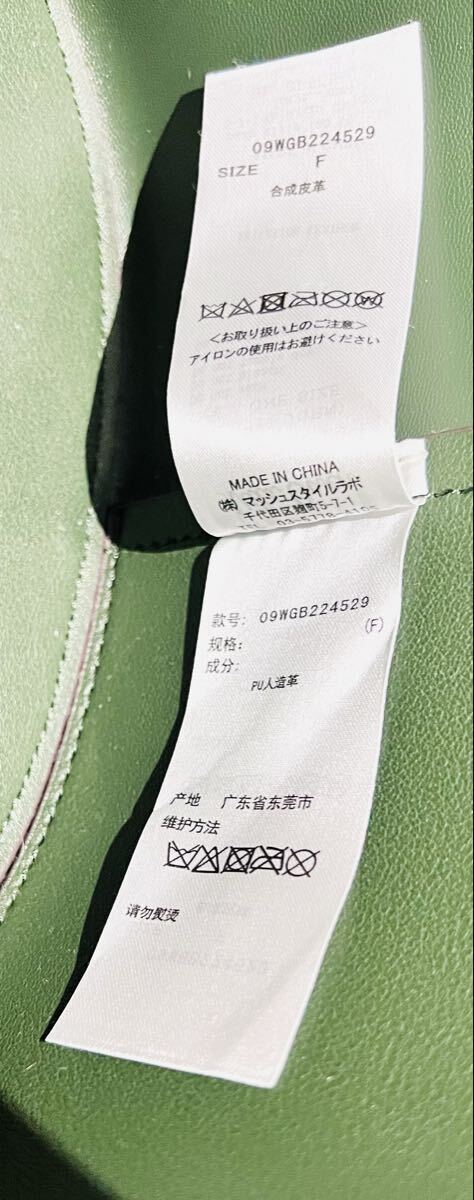 09WGB224529
SIZE F
合成皮革
<お取り扱い上のご注意>
アイロンの使用はお避けください
MADE IN CHINA
㈱ マッシュスタイルラボ
千代田区麹町5-7-1
款号: 09WGB224529
规格: (F)
成分:
PU人造革
产地 广东省东莞市
维护方法
请勿熨烫